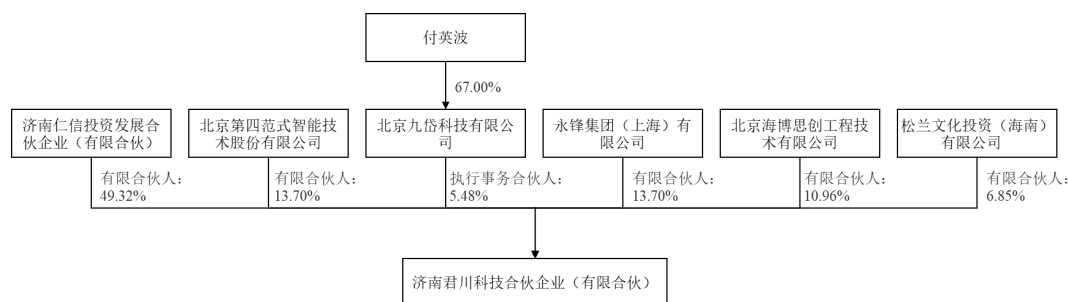 付英波
67.00%
济南仁信投资发展合
伙企业（有限合伙）
北京第四范式智能技
术股份有限公司
北京九岱科技有限公
司
永锋集团（上海）有
限公司
北京海博思创工程技
术有限公司
松兰文化投资（海南）
有限公司
有限合伙人：
49.32%
有限合伙人：
13.70%
执行事务合伙人：
5.48%
有限合伙人：
13.70%
有限合伙人：
10.96%
有限合伙人：
6.85%
济南君川科技合伙企业（有限合伙）